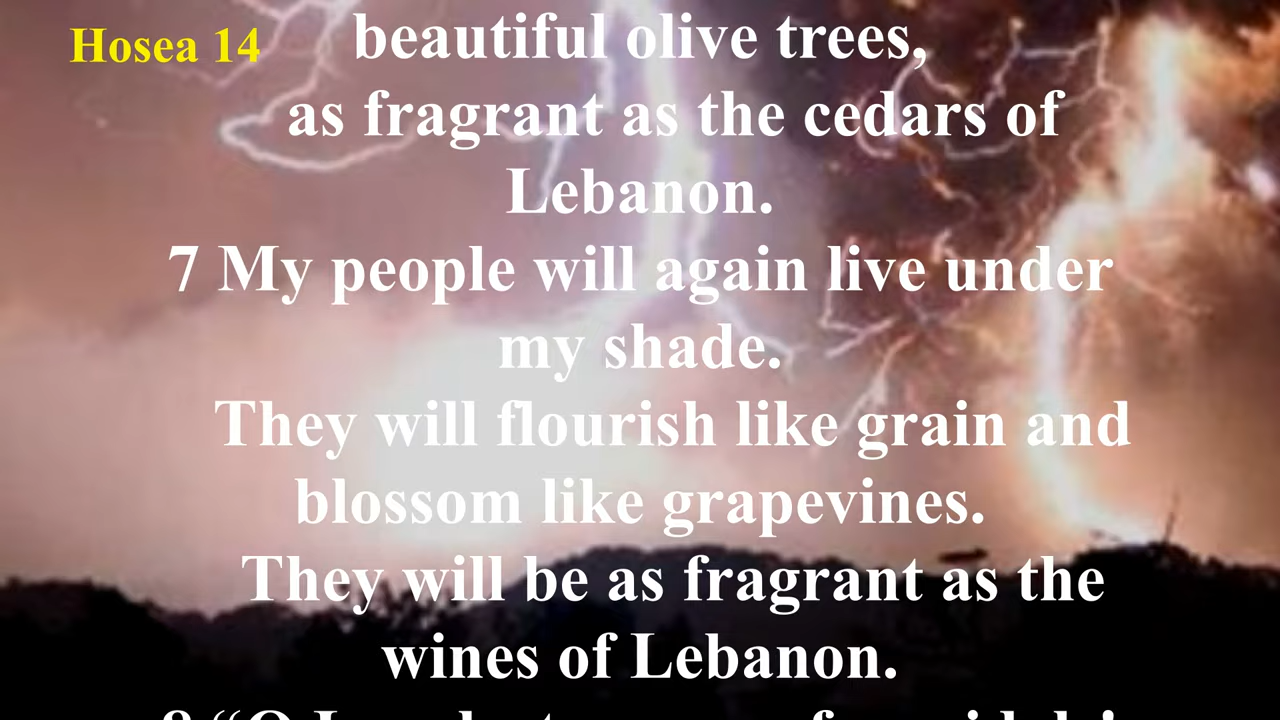 Hosea 14
beautiful olive trees,
as fragrant as the cedars of
Lebanon.
7 My people will again live under
my shade.
They will flourish like grain and
blossom like grapevines.
They will be as fragrant as the
wines of Lebanon.
8 “O